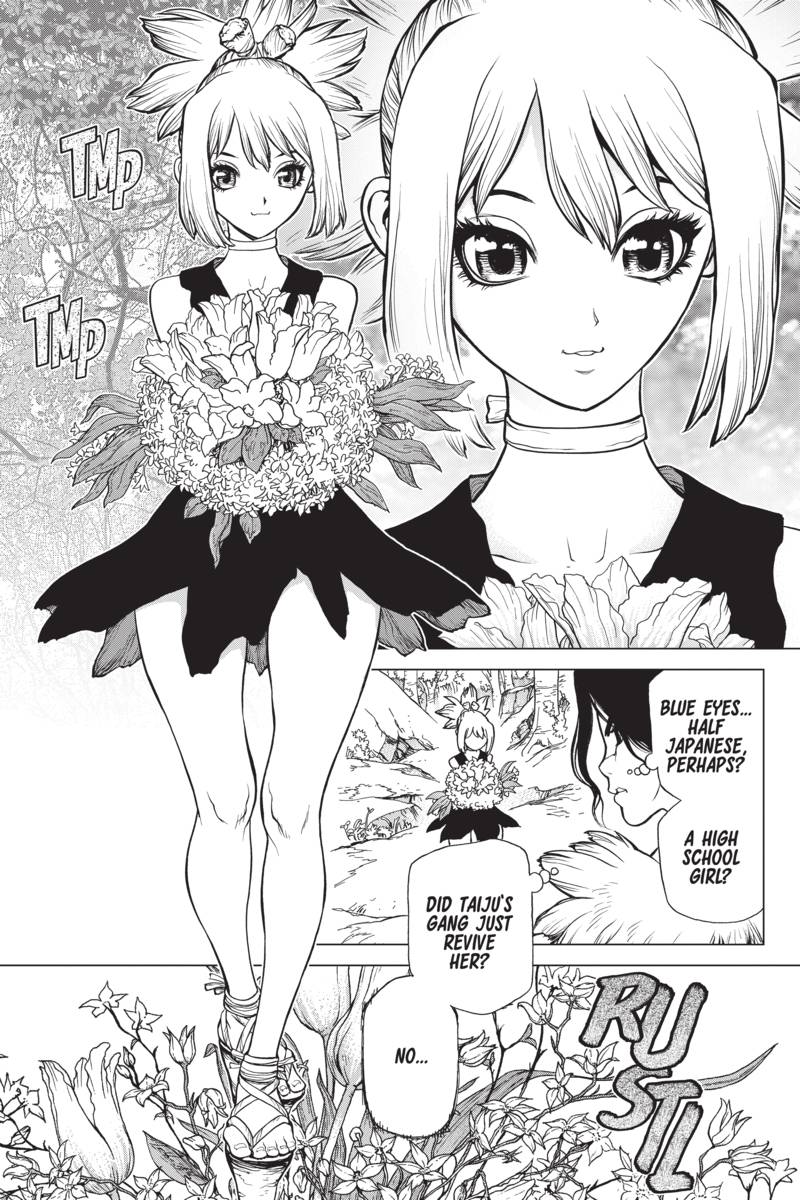 TMP
TMP
BLUE EYES...
HALF
JAPANESE,
PERHAPS?
A HIGH
SCHOOL
GIRL?
DID TAIJU'S
GANG JUST
REVIVE
HER?
NO...
RUSTL